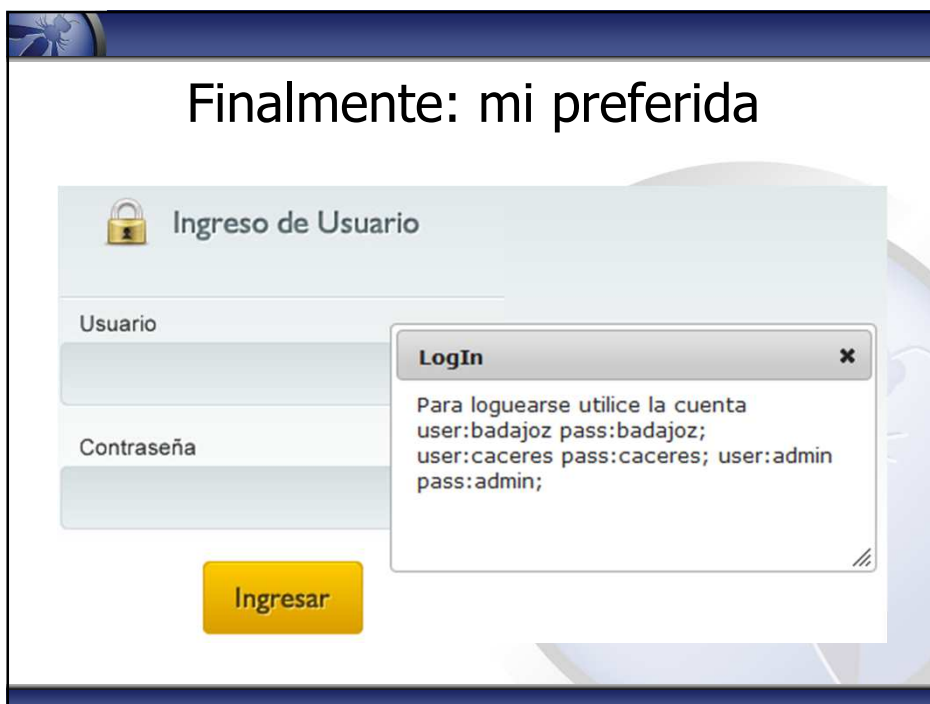 Finalmente: mi preferida
Ingreso de Usuario
Usuario
Contraseña
Ingresar
LogIn
Para loguearse utilice la cuenta
user:badajoz pass:badajoz;
user:caceres pass:caceres; user:admin
pass:admin;